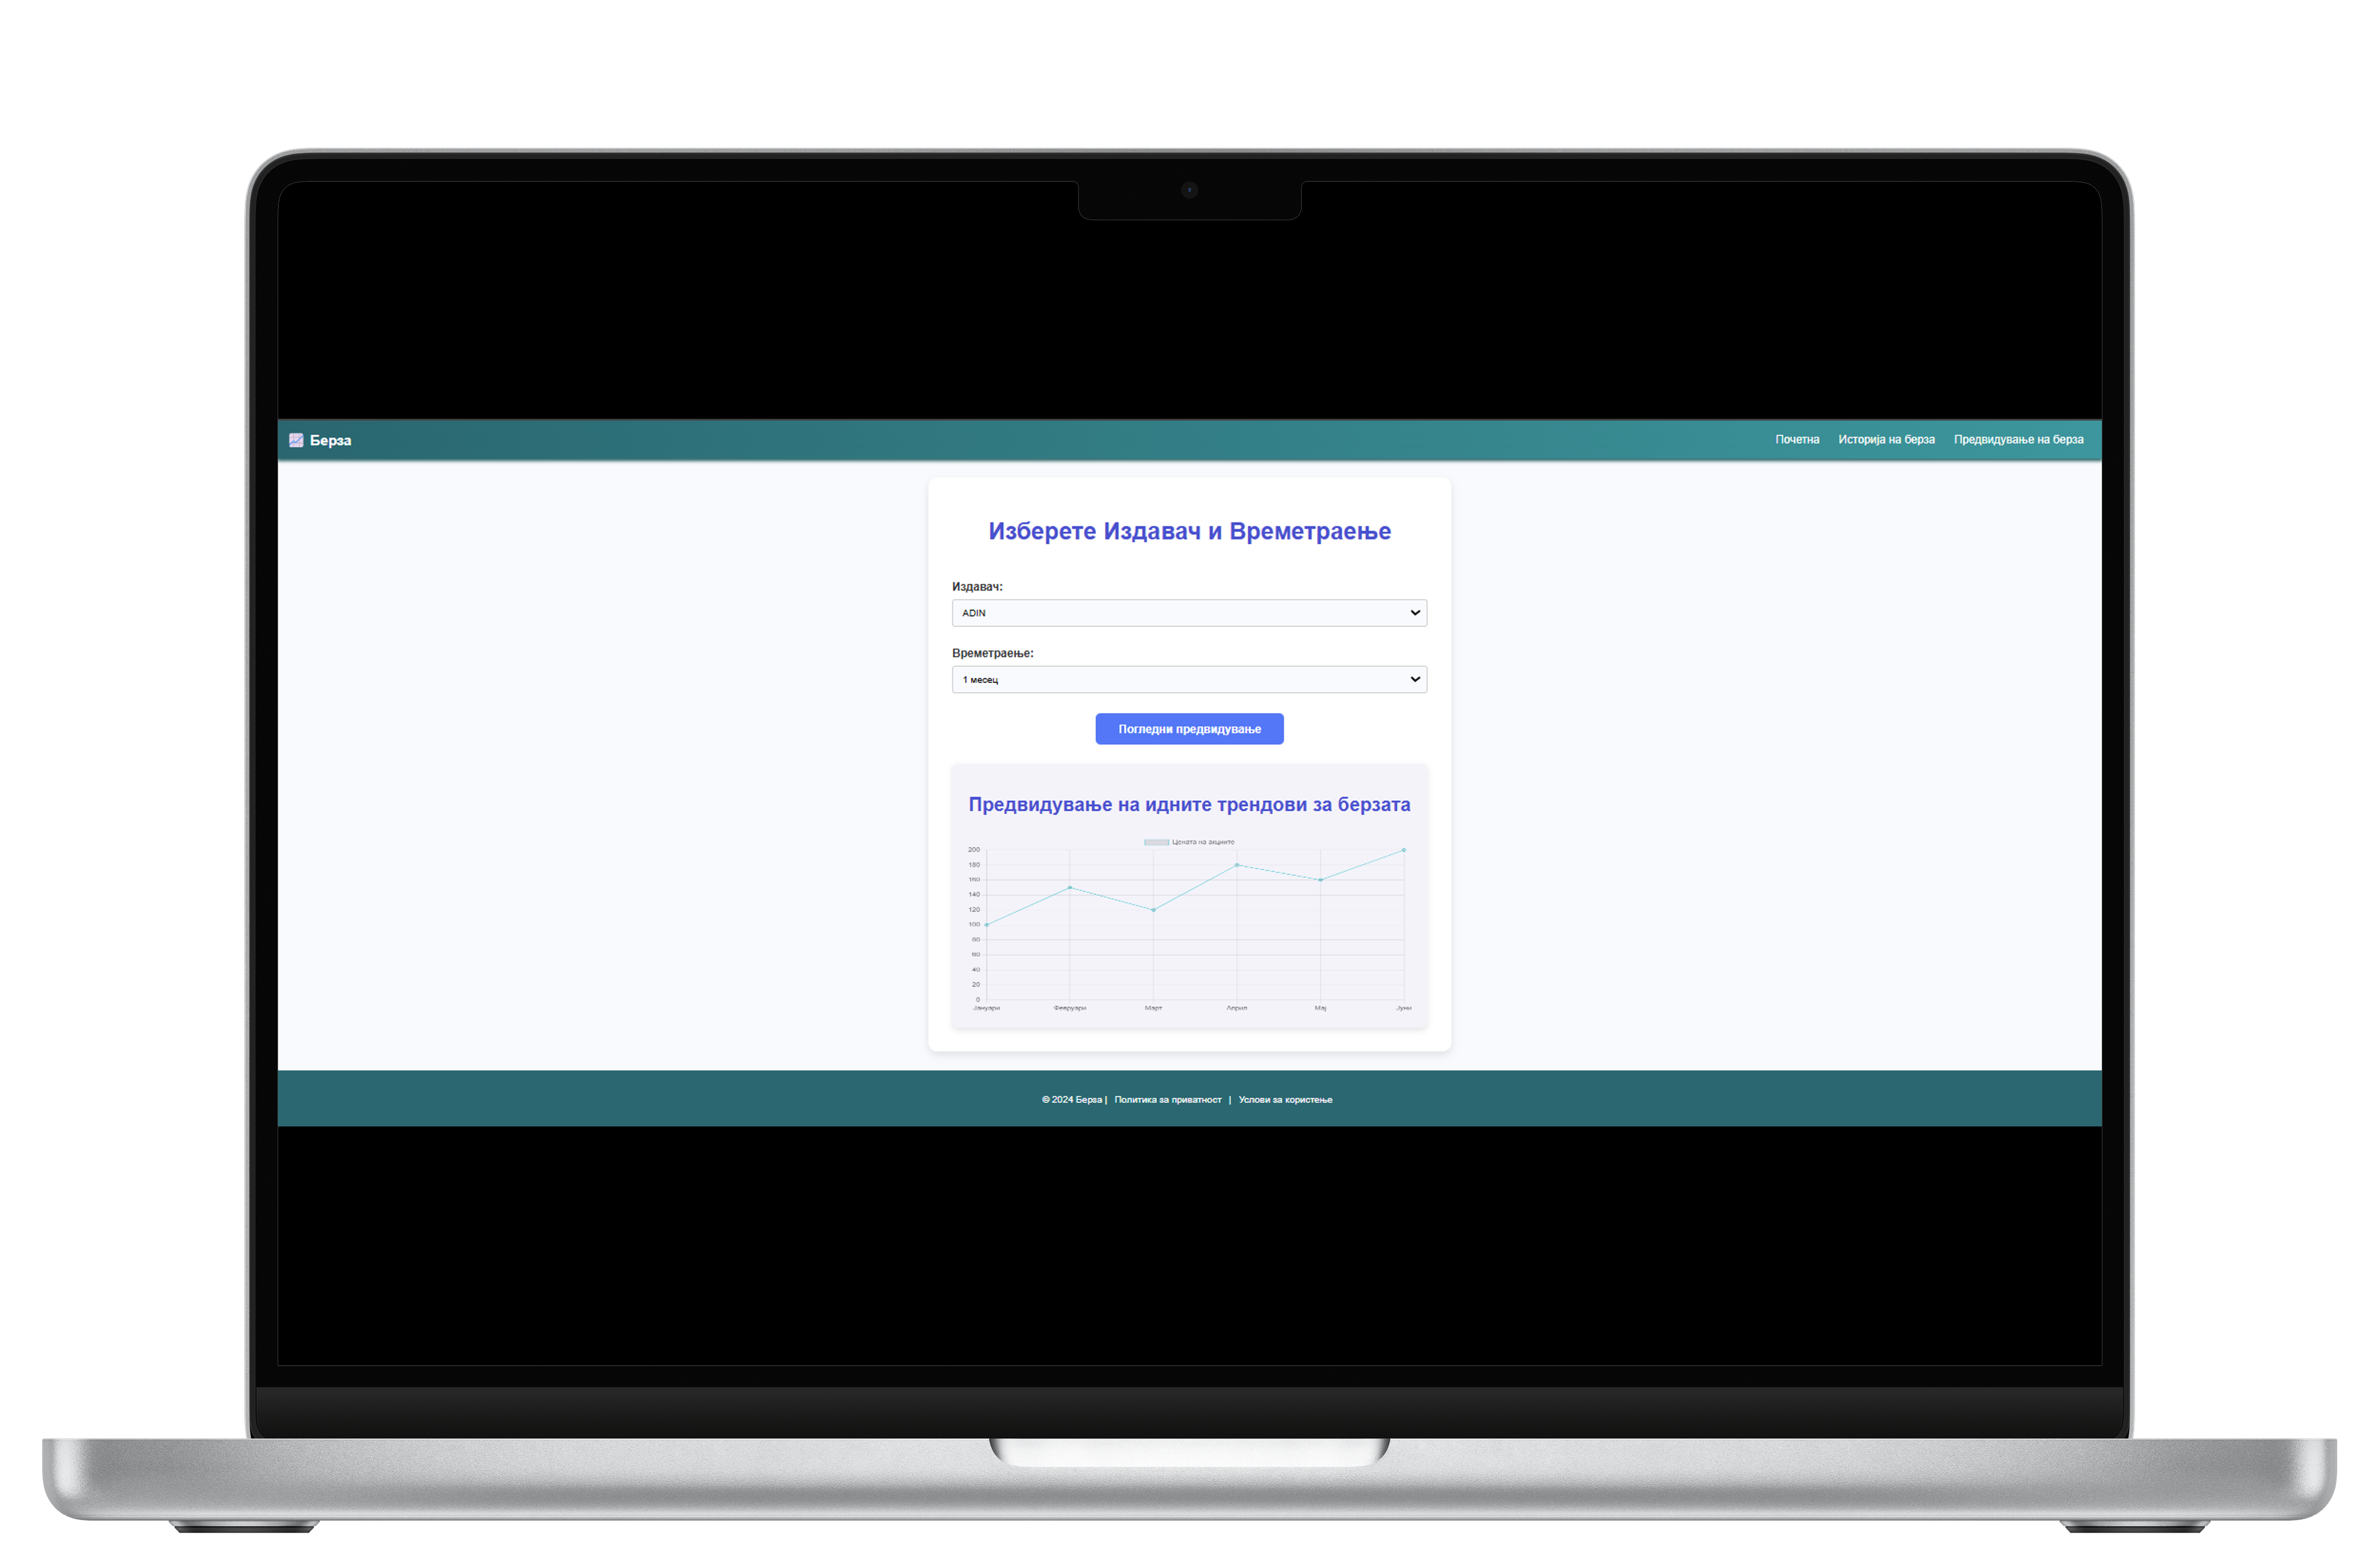 Берза
Почетна Историја на берза Предвидување на берза
Изберете Издавач и Времетраење
Издавач:
ADIN
Времетраење:
1 месец
Погледни предвидување
Предвидување на идните трендови за берзата
Цената на акциите
200
180
160
140
120
100
80
60
40
20
0
Јануари Февруари Март Април Мај Јуни
© 2024 Берза | Политика за приватност | Услови за користење